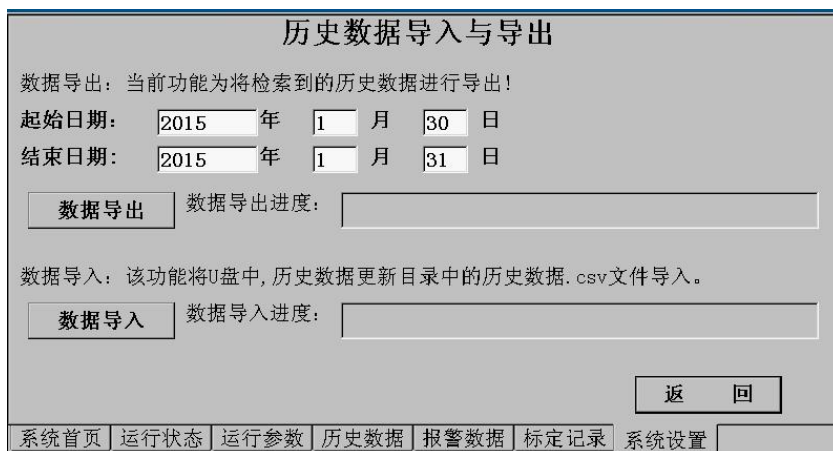 历史数据导入与导出
数据导出：当前功能为将检索到的历史数据进行导出！
起始日期： 2015 年 1 月 30 日
结束日期： 2015 年 1 月 31 日
数据导出 数据导出进度：
数据导入：该功能将U盘中,历史数据更新目录中的历史数据.csv文件导入。
数据导入 数据导入进度：
返 回
系统首页 运行状态 运行参数 历史数据 报警数据 标定记录 系统设置